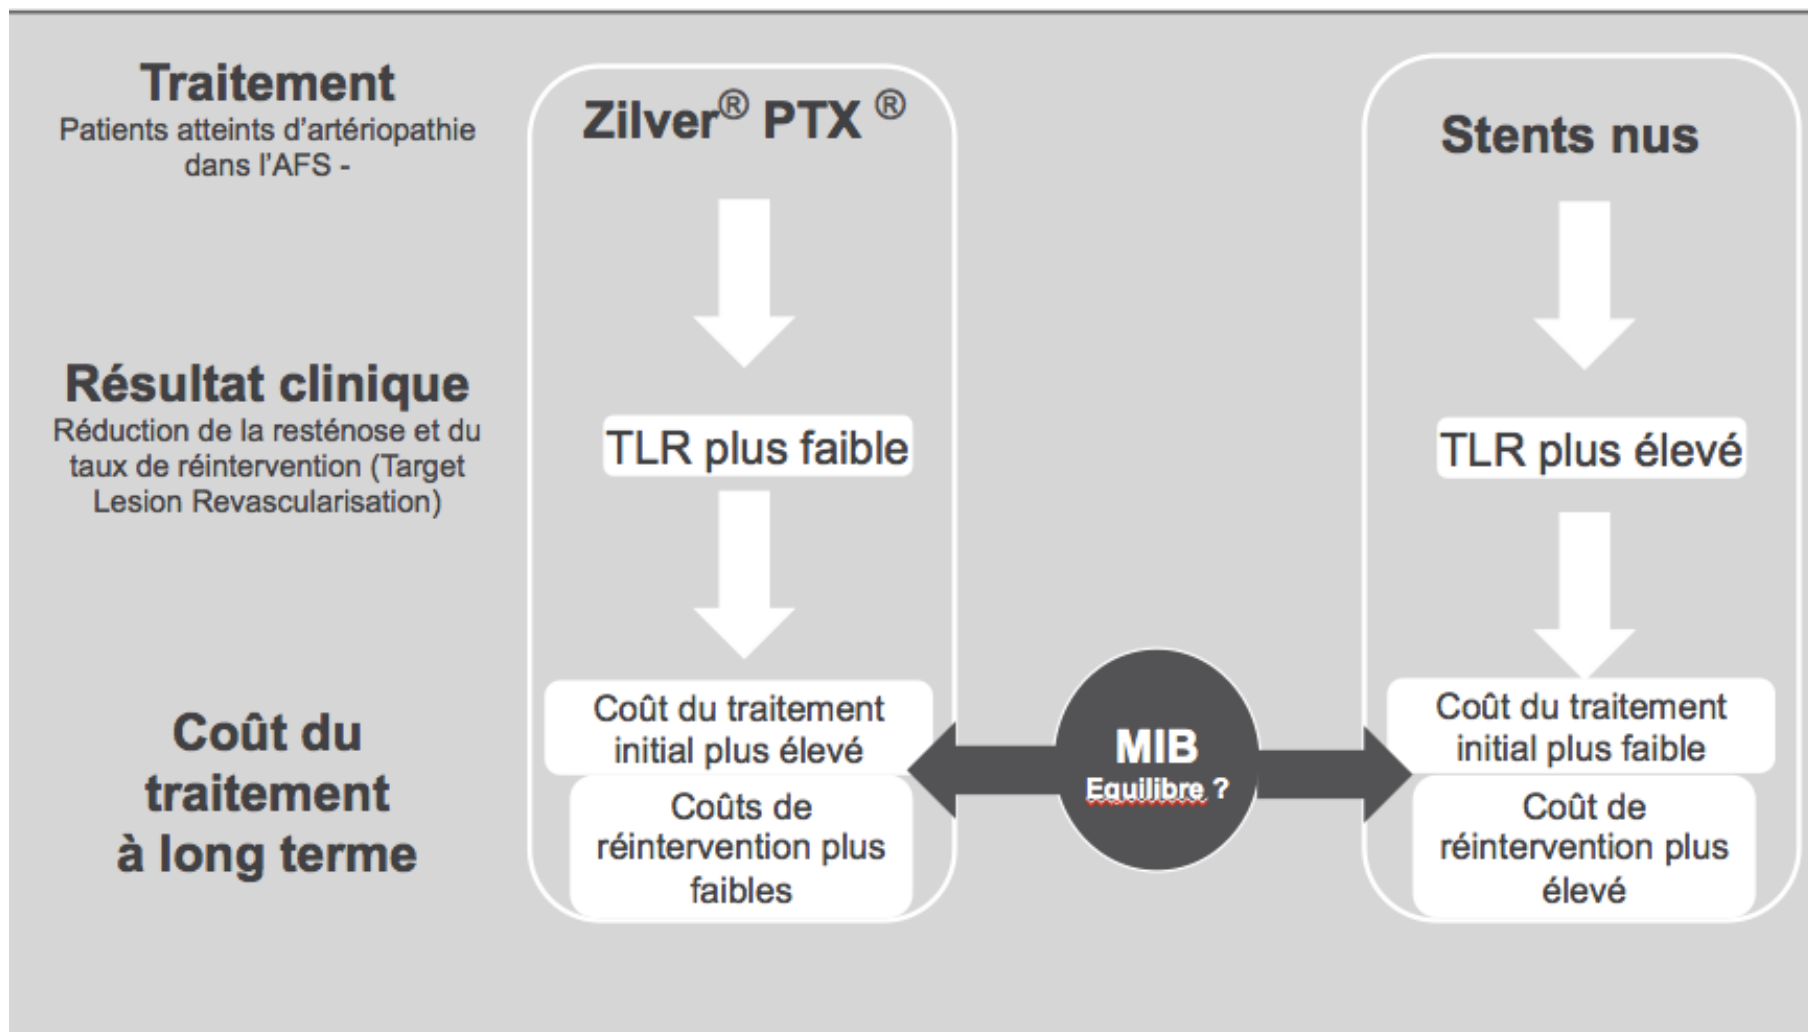 Traitement
Patients atteints d'artériopathie
dans l'AFS -
Zilver® PTX ®
Stents nus
Résultat clinique
Réduction de la resténose et du
taux de réintervention (Target
Lesion Revascularisation)
TLR plus faible
TLR plus élevé
Coût du
traitement
à long terme
Coût du traitement
initial plus élevé
Coûts de
réintervention plus
faibles
MIB
Equilibre ?
Coût du traitement
initial plus faible
Coût de
réintervention plus
élevé